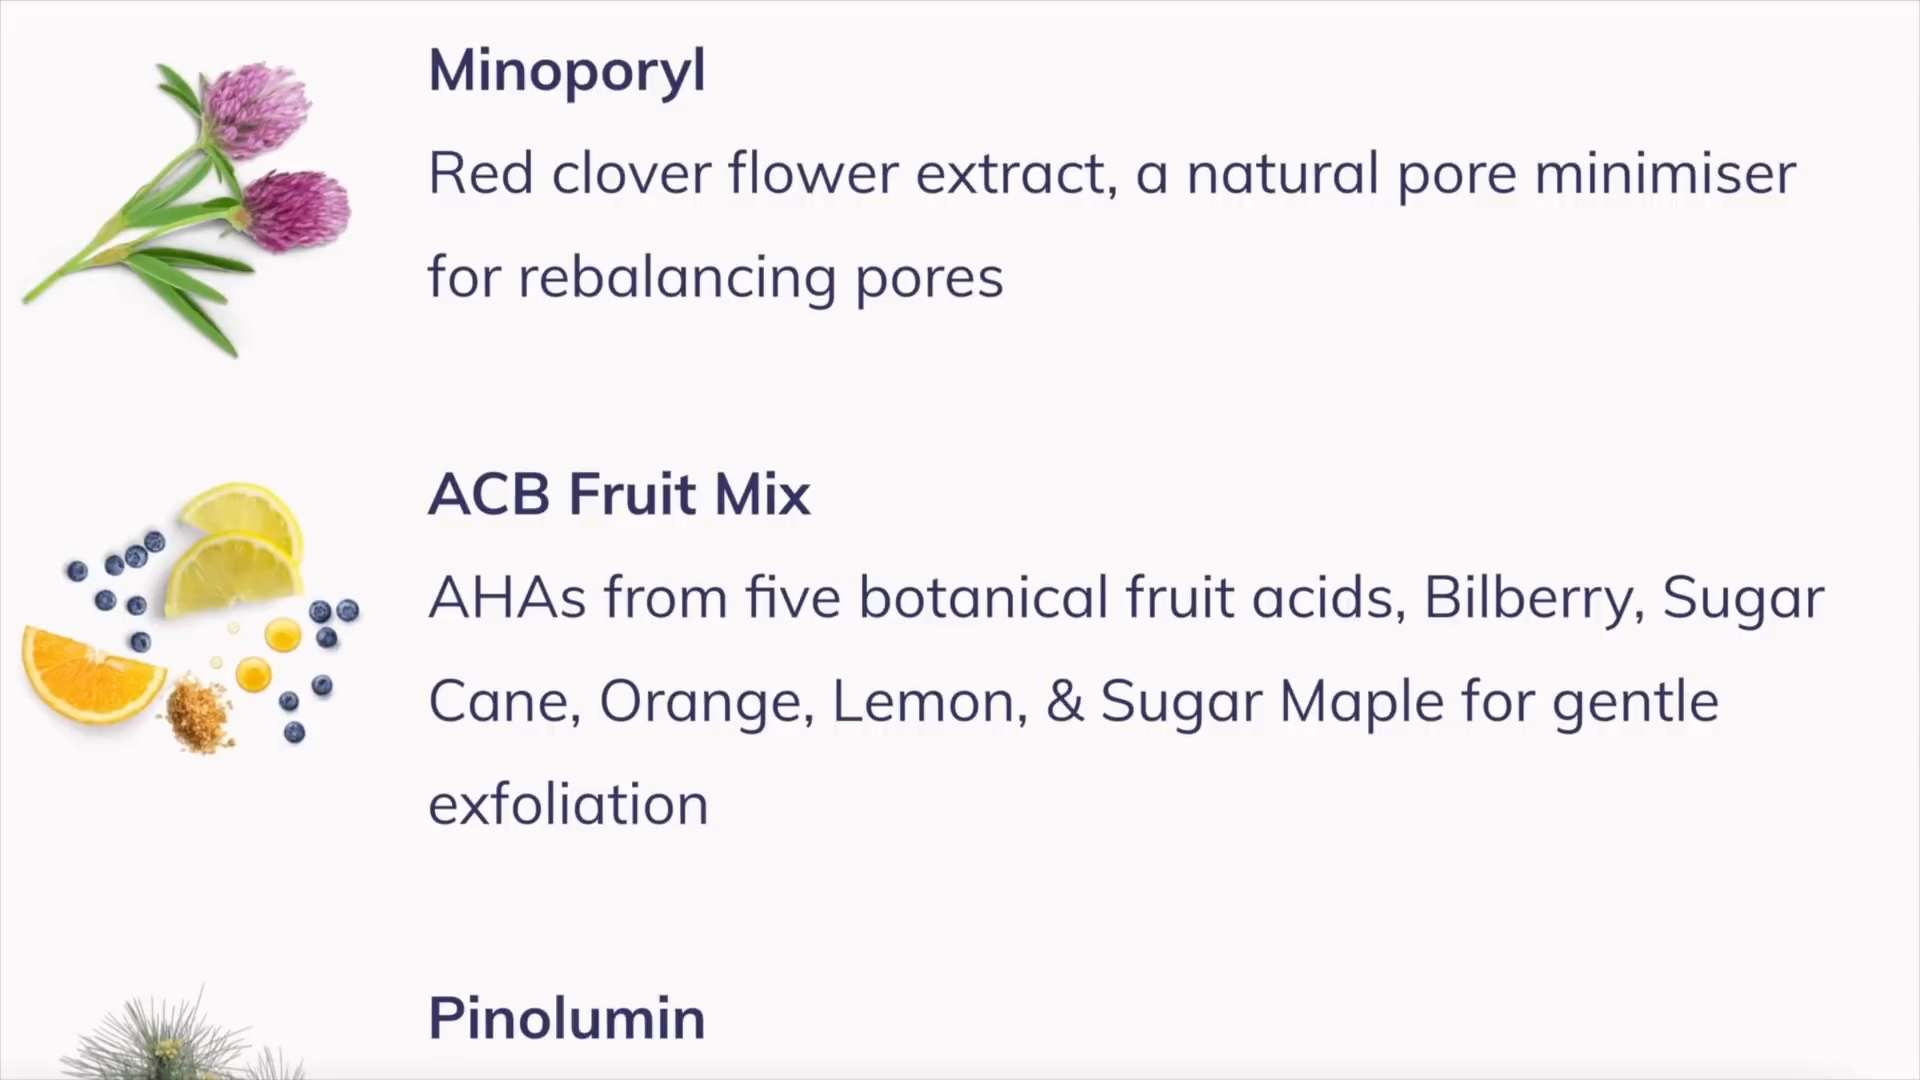 Minoporyl
Red clover flower extract, a natural pore minimiser
for rebalancing pores
ACB Fruit Mix
AHAs from five botanical fruit acids, Bilberry, Sugar
Cane, Orange, Lemon, & Sugar Maple for gentle
exfoliation
Pinolumin